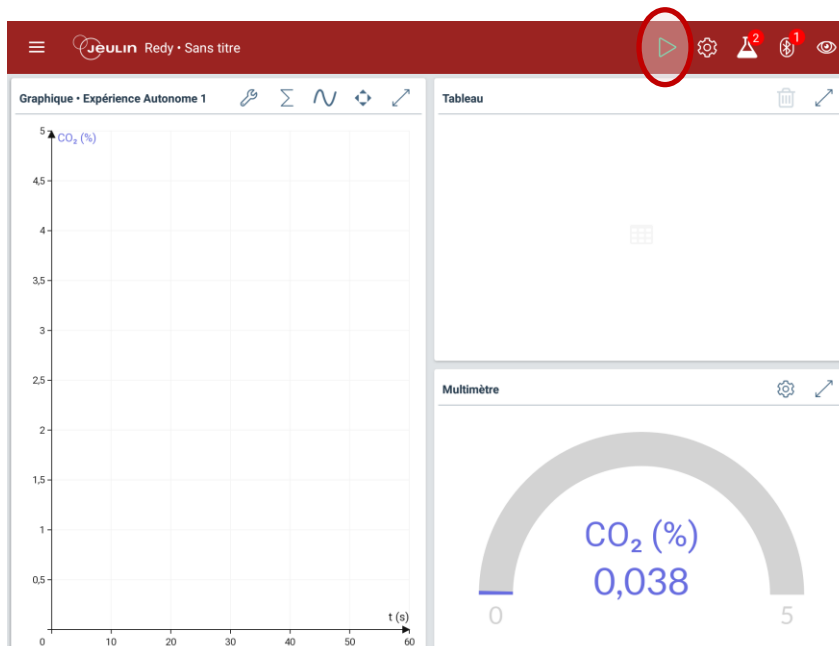 Jeulin Redy • Sans titre
2
1
Graphique • Expérience Autonome 1
Tableau
5
CO₂ (%)
4,5
4
3,5
3
2,5
2
1,5
1
0,5
t (s)
0 10 20 30 40 50 60
Multimètre
CO₂ (%)
0,038
0 5